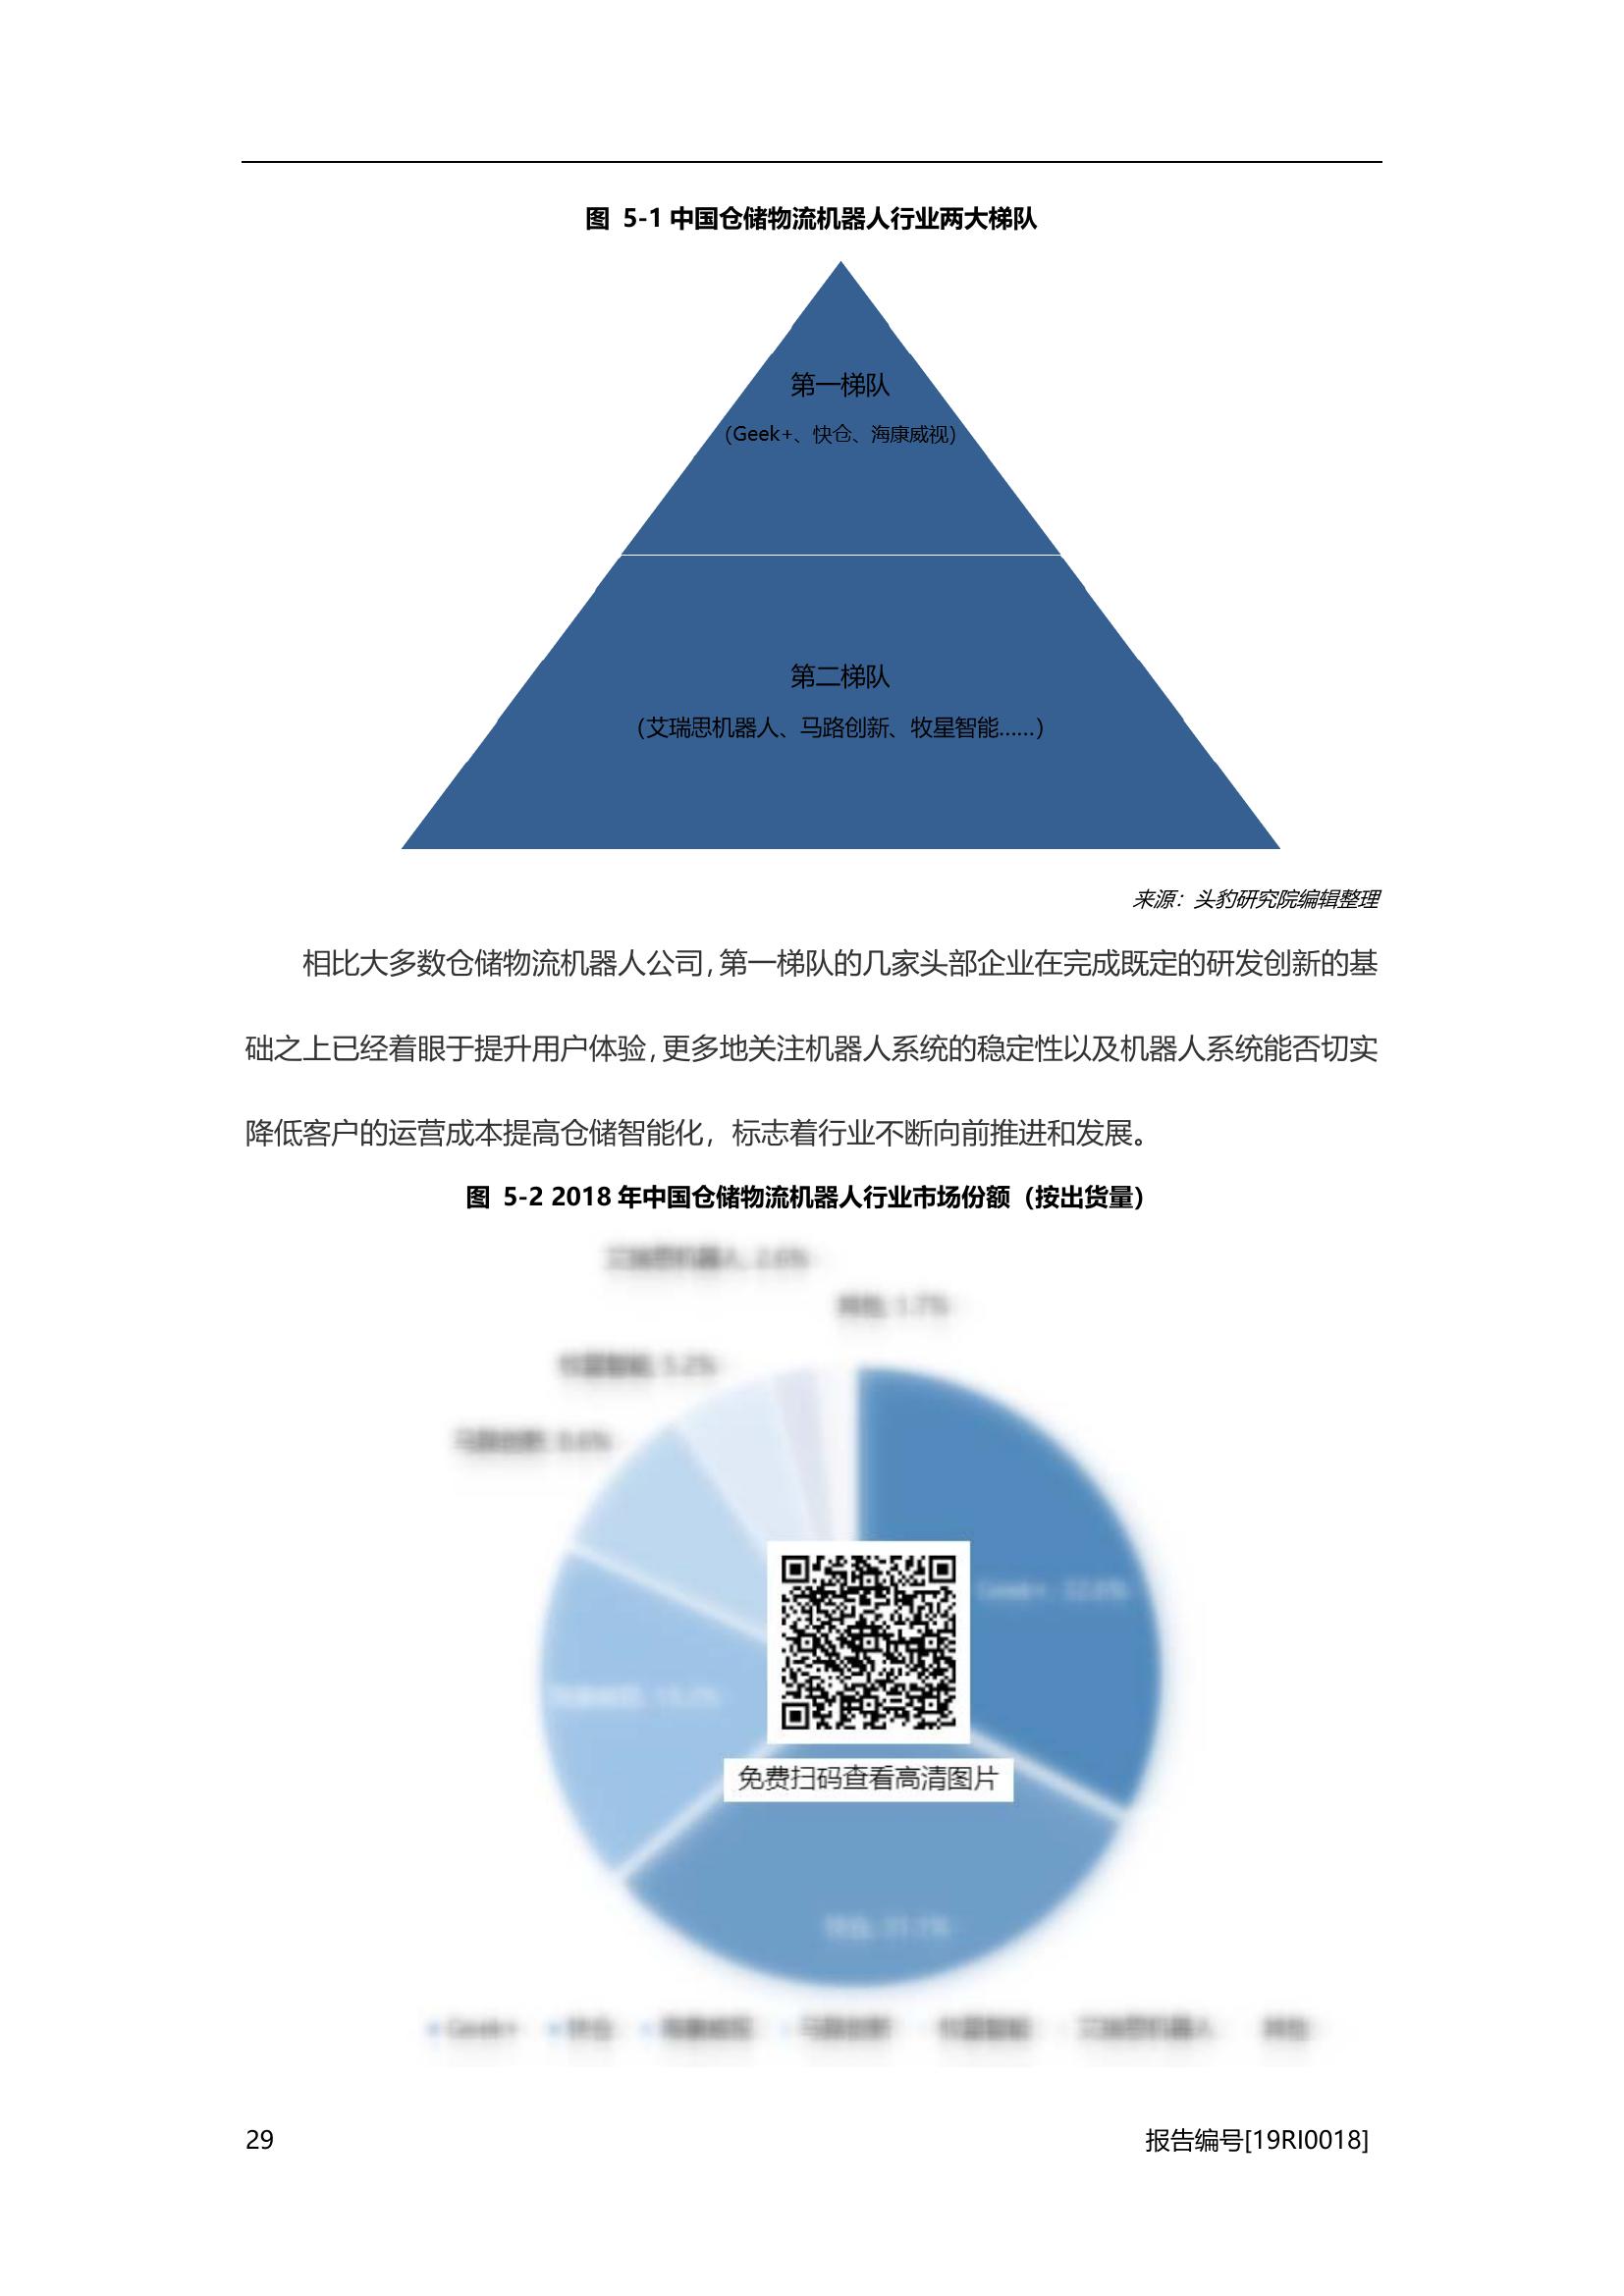 图 5-1 中国仓储物流机器人行业两大梯队
第一梯队
（Geek+、快仓、海康威视）
第二梯队
（艾瑞思机器人、马路创新、牧星智能……）
来源：头豹研究院编辑整理
相比大多数仓储物流机器人公司，第一梯队的几家头部企业在完成既定的研发创新的基
础之上已经着眼于提升用户体验，更多地关注机器人系统的稳定性以及机器人系统能否切实
降低客户的运营成本提高仓储智能化，标志着行业不断向前推进和发展。
图 5-2 2018 年中国仓储物流机器人行业市场份额（按出货量）
免费扫码查看高清图片
29
报告编号[19RI0018]